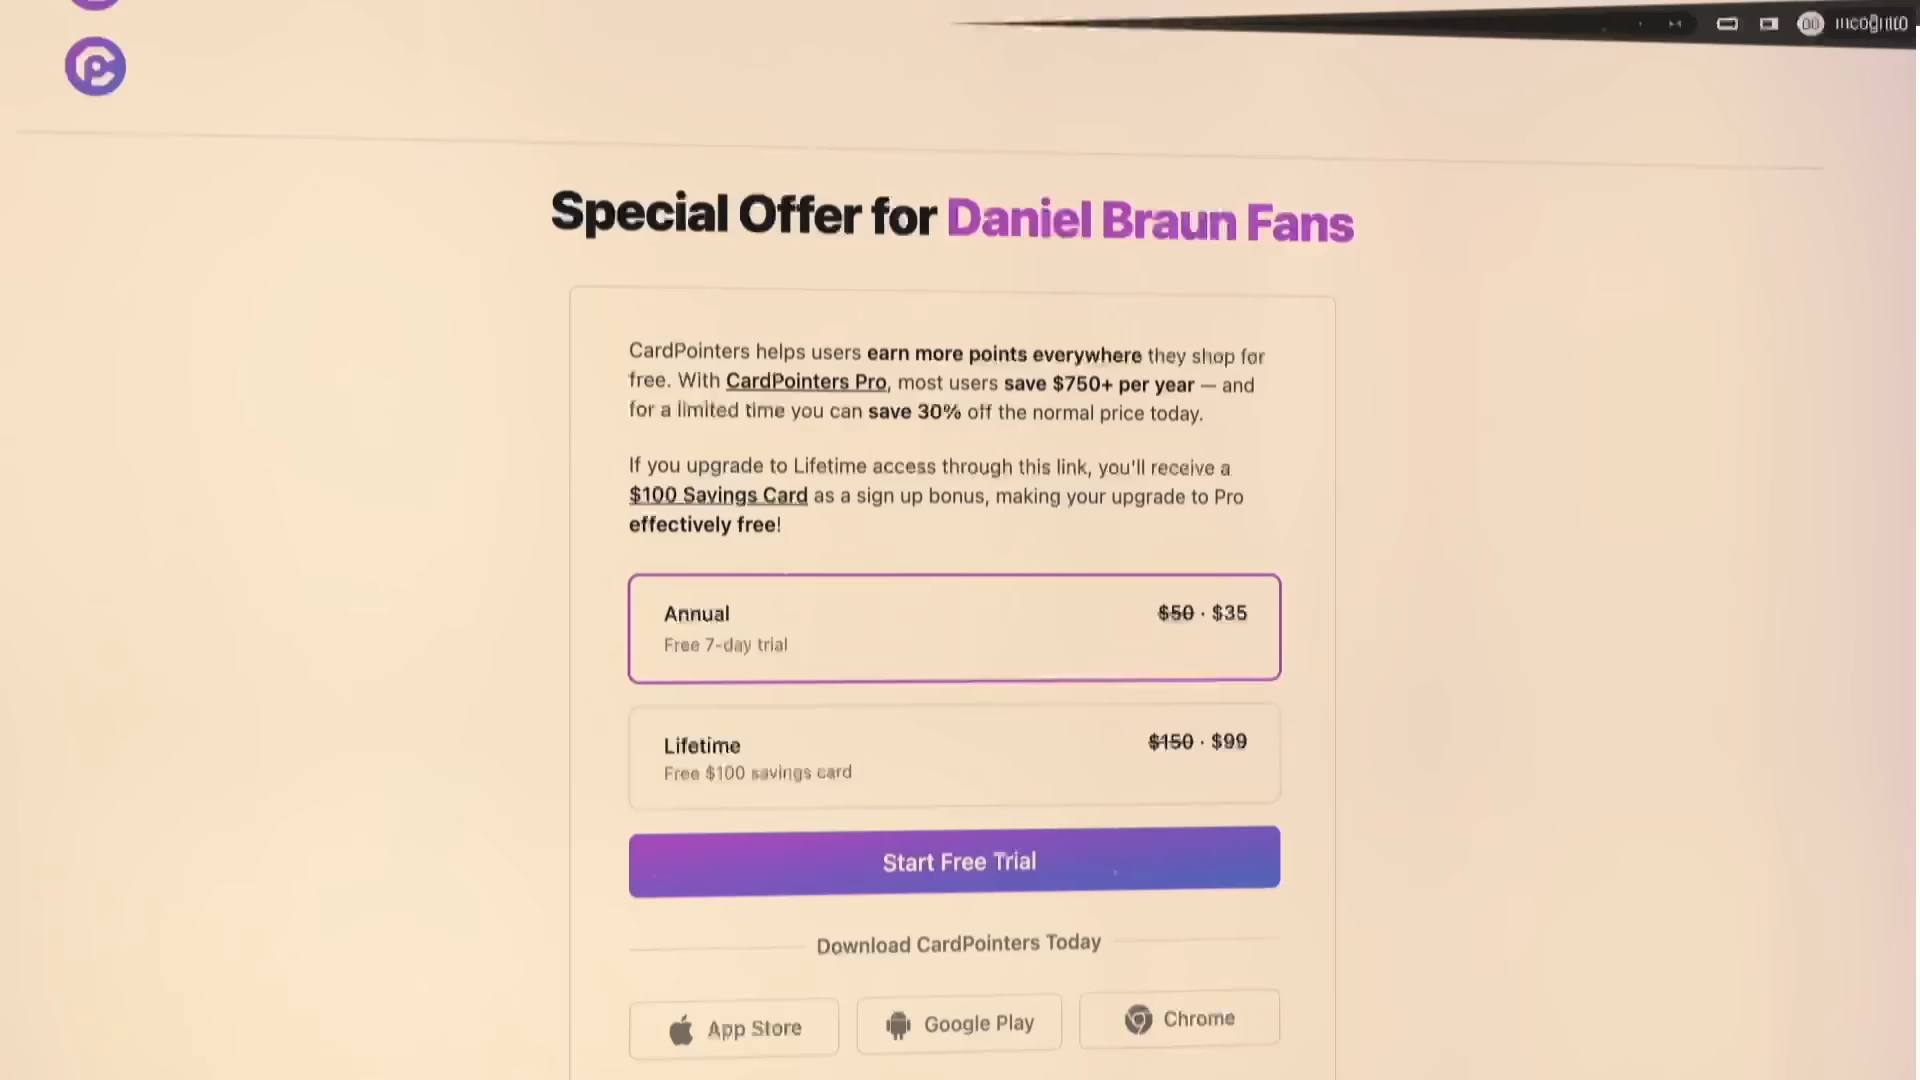 Incognito
Special Offer for Daniel Braun Fans
CardPointers helps users earn more points everywhere they shop for
free. With CardPointers Pro, most users save $750+ per year — and
for a limited time you can save 30% off the normal price today.
If you upgrade to Lifetime access through this link, you'll receive a
$100 Savings Card as a sign up bonus, making your upgrade to Pro
effectively free!
Annual
$50 · $35
Free 7-day trial
Lifetime
$150 · $99
Free $100 savings card
Start Free Trial
Download CardPointers Today
App Store
Google Play
Chrome